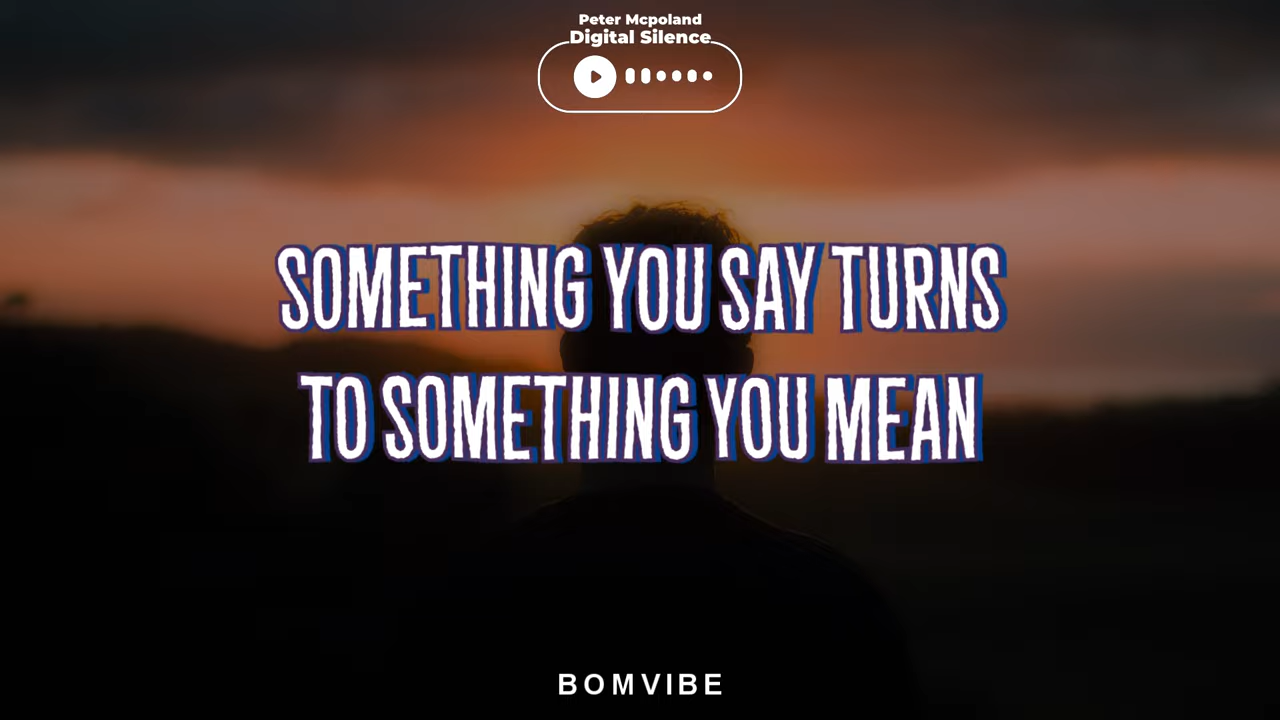 Peter Mcpoland
Digital Silence
SOMETHING YOU SAY TURNS
TO SOMETHING YOU MEAN
BOMVIBE